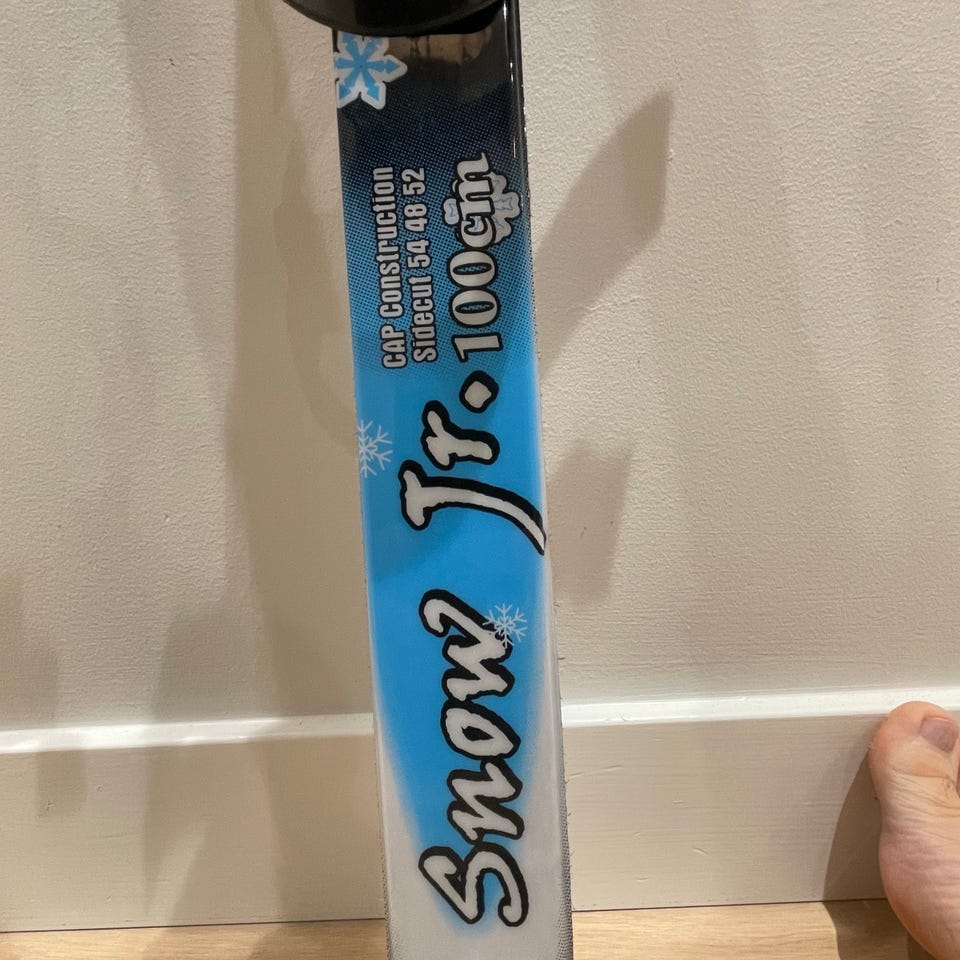 Snow Jr. 100cm
CAP Construction
Sidecut 54 48 52